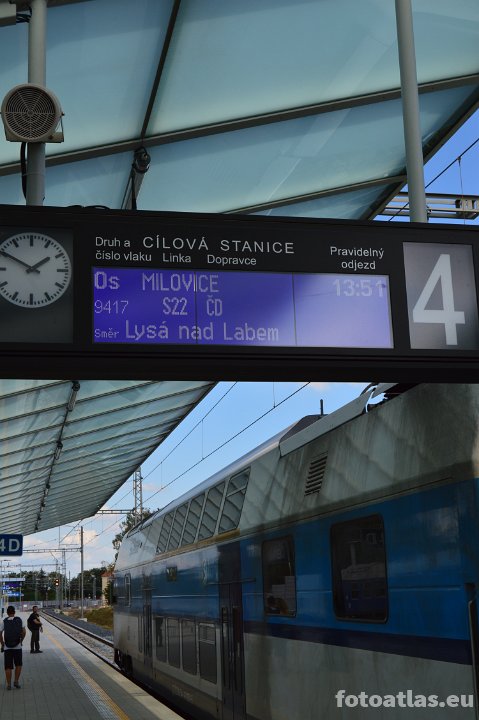 Druh a CÍLOVÁ STANICE Pravidelný
číslo vlaku Linka Dopravce odjezd
Os MILOVICE 13:51
9417 S22 ČD
Směr Lysá nad Labem
4
4D
fotoatlas.eu